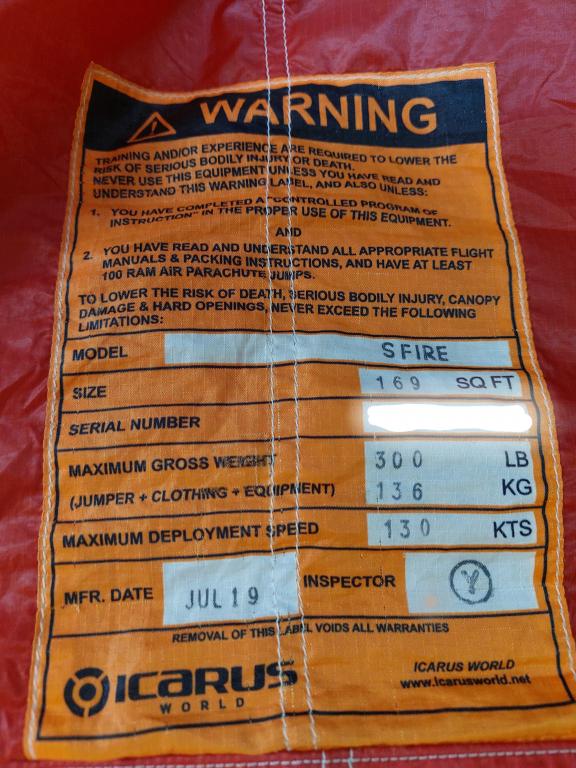 WARNING
TRAINING AND/OR EXPERIENCE ARE REQUIRED TO LOWER THE
RISK OF SERIOUS BODILY INJURY OR DEATH.
NEVER USE THIS EQUIPMENT UNLESS YOU HAVE READ AND
UNDERSTAND THIS WARNING LABEL, AND ALSO UNLESS:
1. YOU HAVE COMPLETED A "CONTROLLED PROGRAM OF
INSTRUCTION" IN THE PROPER USE OF THIS EQUIPMENT.
AND
2. YOU HAVE READ AND UNDERSTAND ALL APPROPRIATE FLIGHT
MANUALS & PACKING INSTRUCTIONS, AND HAVE AT LEAST
100 RAM AIR PARACHUTE JUMPS.
TO LOWER THE RISK OF DEATH, SERIOUS BODILY INJURY, CANOPY
DAMAGE & HARD OPENINGS, NEVER EXCEED THE FOLLOWING
LIMITATIONS:
MODEL SFIRE
SIZE 169 SQ FT
SERIAL NUMBER
MAXIMUM GROSS WEIGHT 300 LB
(JUMPER + CLOTHING + EQUIPMENT) 136 KG
MAXIMUM DEPLOYMENT SPEED 130 KTS
MFR. DATE JUL 19 INSPECTOR Y
REMOVAL OF THIS LABEL VOIDS ALL WARRANTIES
ICARUS
WORLD
ICARUS WORLD
www.icarusworld.net